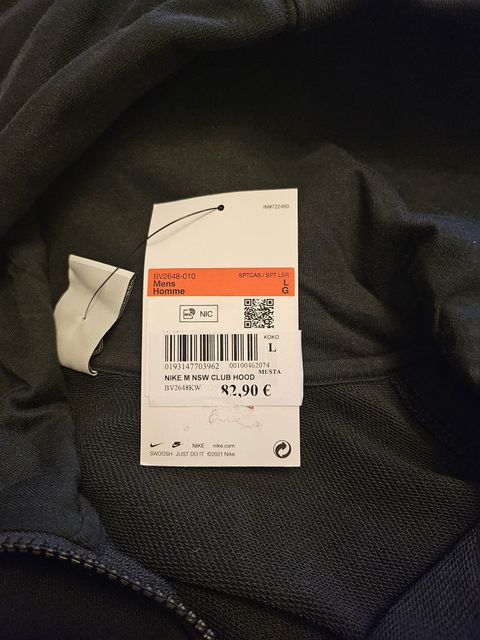 IM#722460
BV2648-010 SPTCAS / SPT LSR
Mens L
Homme G
NIC
KOKO
L
0193147703962 00100462074
MUSTA
NIKE M NSW CLUB HOOD
BV2648KW 82,90 €
NIKE nike.com
SWOOSH JUST DO IT ©2021 Nike